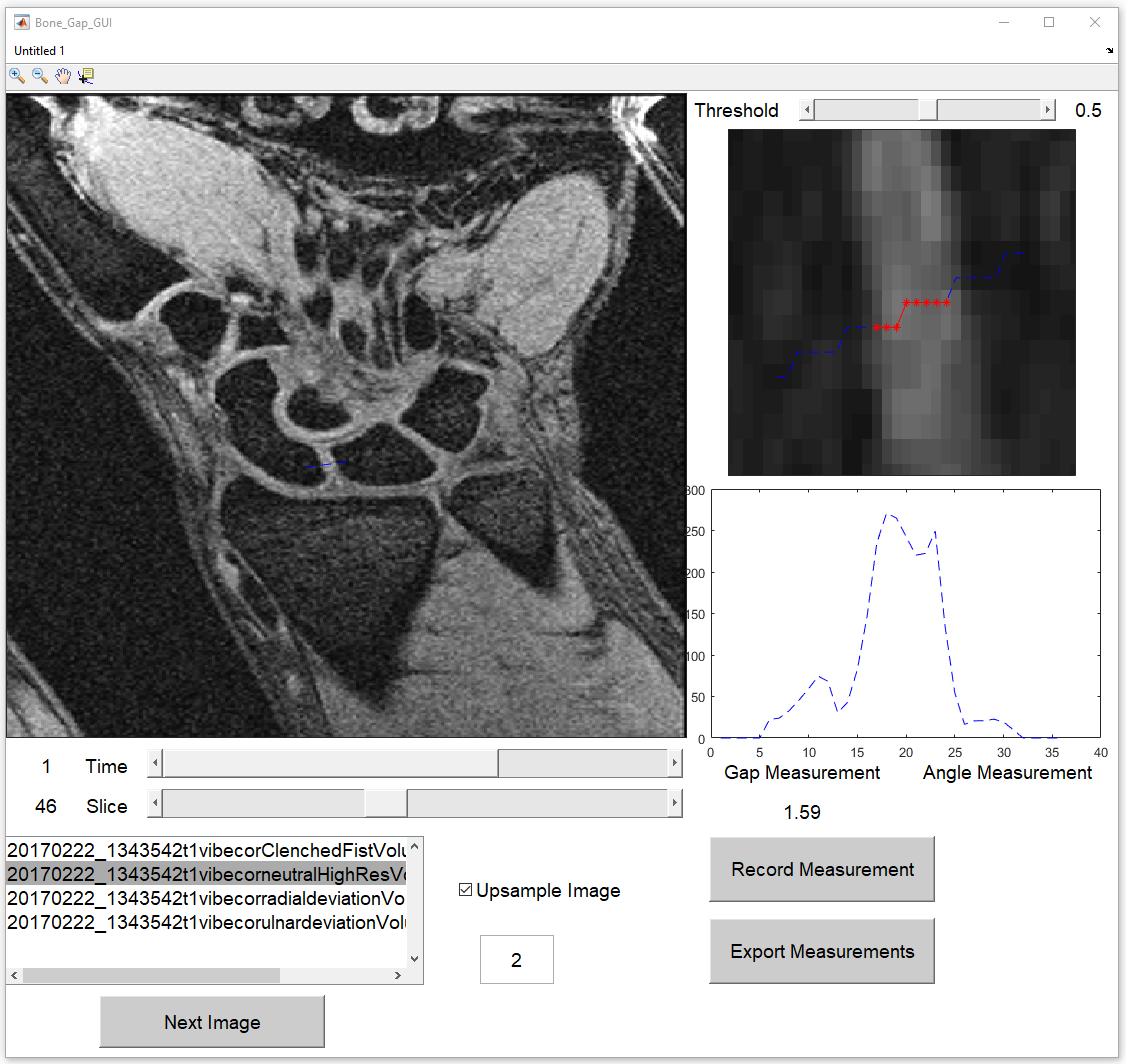 Bone_Gap_GUI
Untitled 1
Threshold 0.5
300
250
200
150
100
50
0
0 5 10 15 20 25 30 35 40
Gap Measurement Angle Measurement
1.59
1 Time
46 Slice
20170222_1343542t1vibecorClenchedFistVolu
20170222_1343542t1vibecorneutralHighResVo
20170222_1343542t1vibecorradialdeviationVo
20170222_1343542t1vibecorulnardeviationVolu
Upsample Image
2
Record Measurement
Export Measurements
Next Image